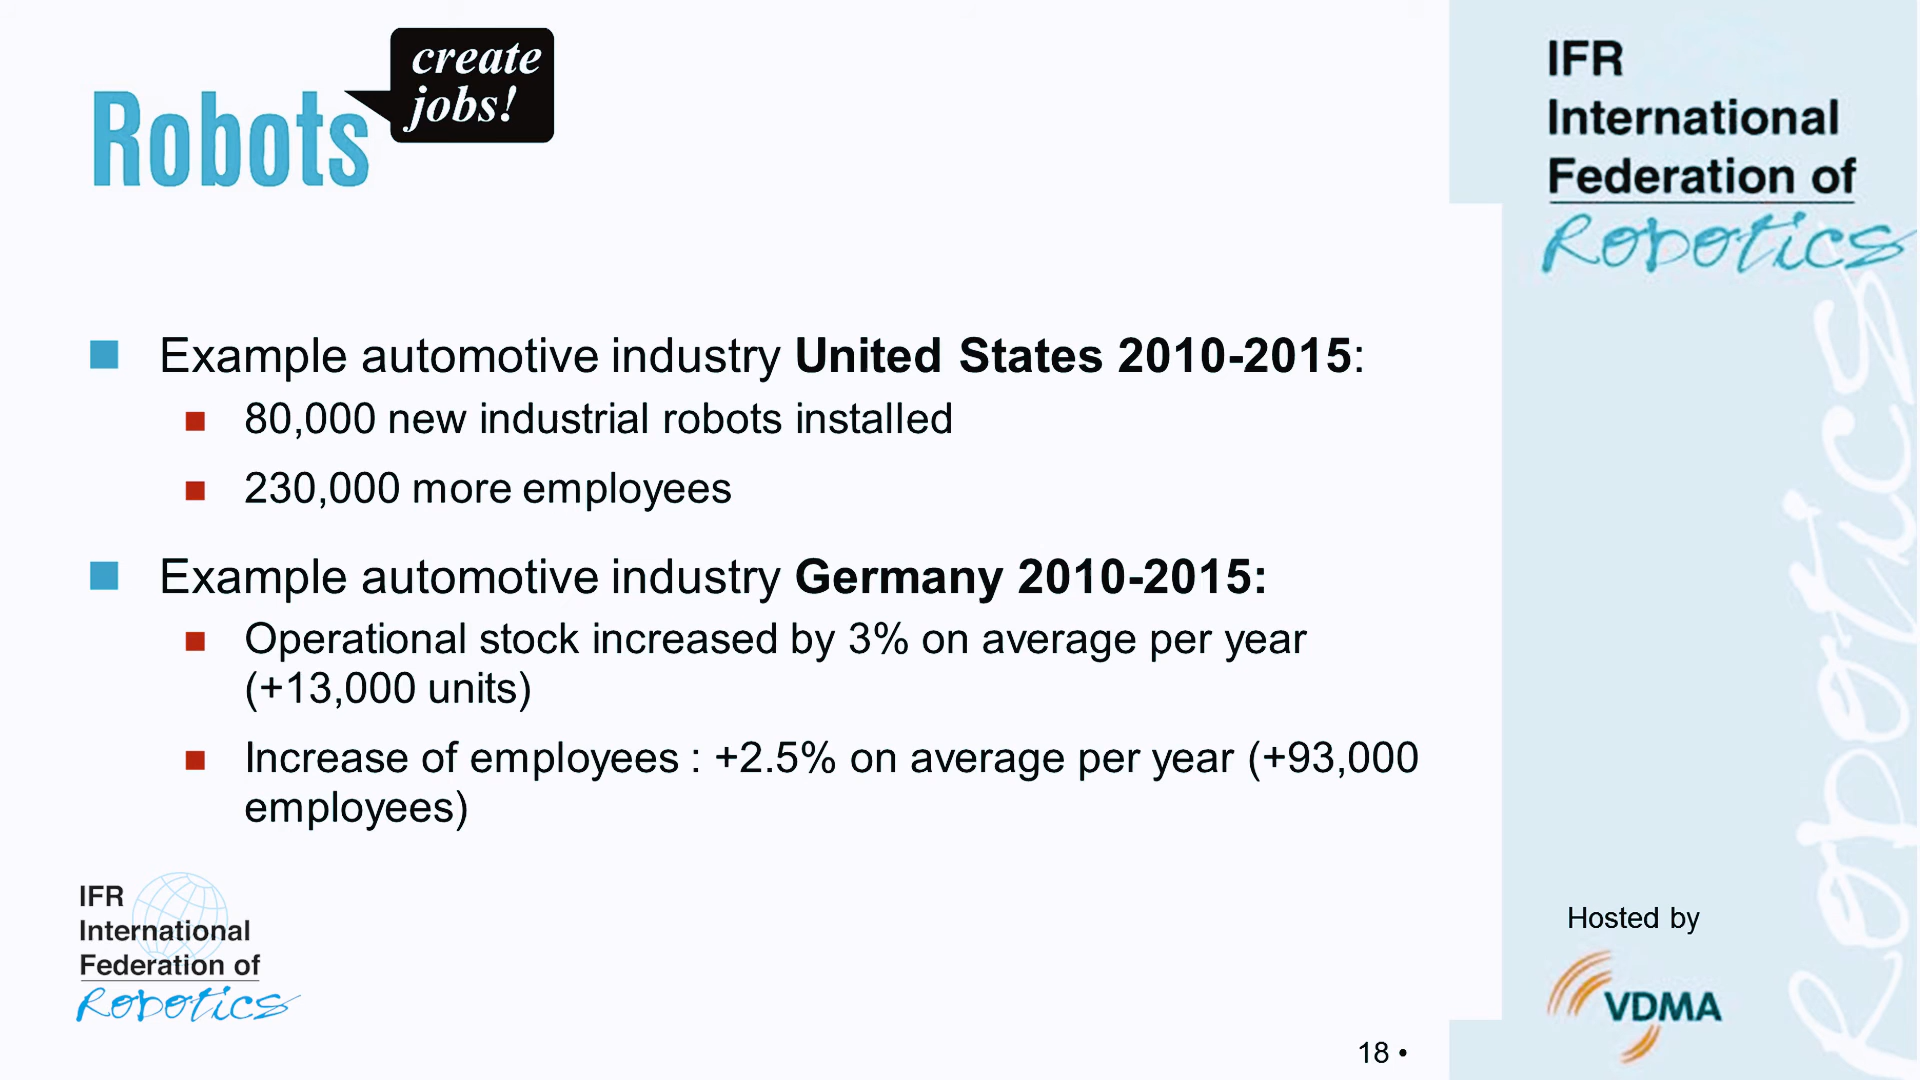 Robots
create
jobs!
IFR
International
Federation of
Robotics
Example automotive industry United States 2010-2015:
80,000 new industrial robots installed
230,000 more employees
Example automotive industry Germany 2010-2015:
Operational stock increased by 3% on average per year
(+13,000 units)
Increase of employees : +2.5% on average per year (+93,000
employees)
IFR
International
Federation of
Robotics
Hosted by
VDMA
Robotics
18 •